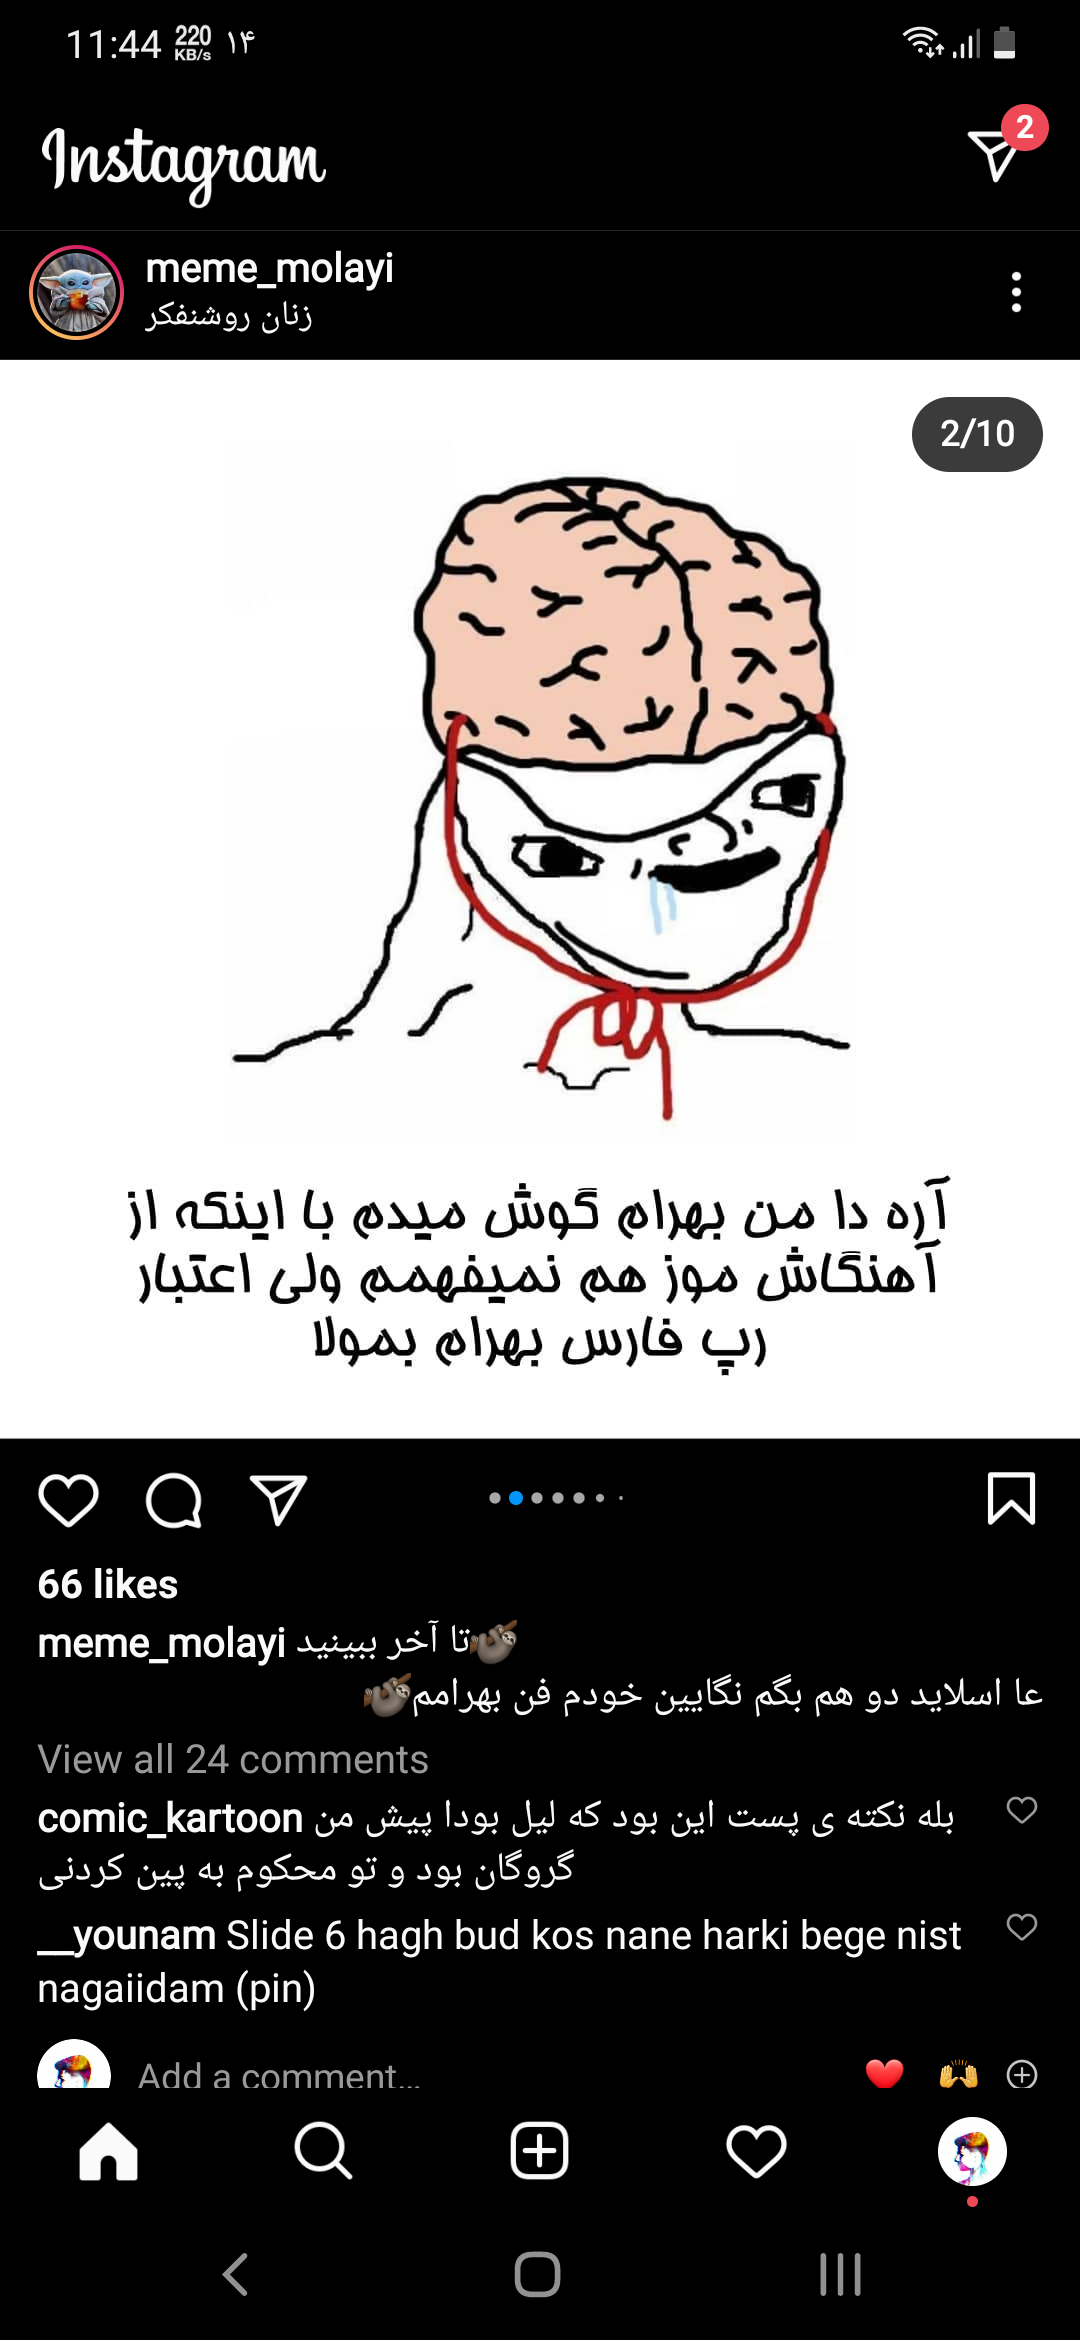 11:44 220 KB/s ۱۴
Instagram
2
meme_molayi
زنان روشنفکر
2/10
آره دا من بهرام گوش میدم با اینکه از
آهنگاش موز هم نمیفهمم ولی اعتبار
رپ فارس بهرام بمولا
66 likes
meme_molayi تا آخر ببینید🦥
عا اسلاید دو هم بگم نگایین خودم فن بهرامم🦥
View all 24 comments
comic_kartoon بله نکته ی پست این بود که لیل بودا پیش من
گروگان بود و تو محکوم به پین کردنی
__younam Slide 6 hagh bud kos nane harki bege nist
nagaiidam (pin)
Add a comment...